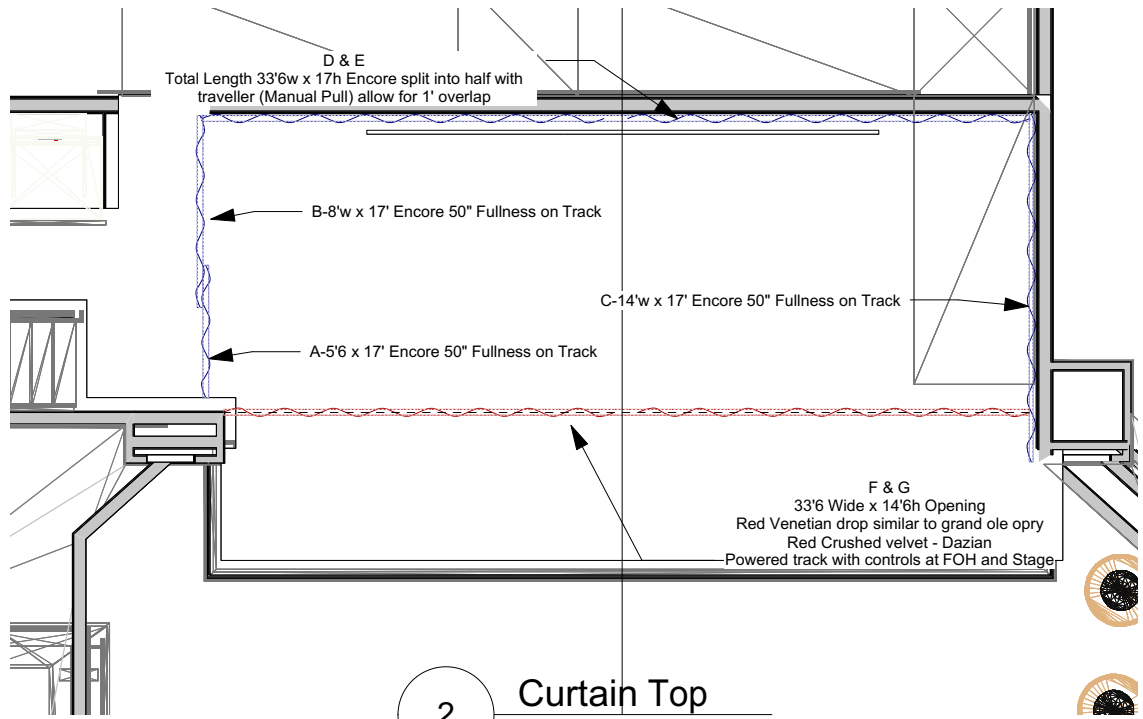 D & E
Total Length 33'6w x 17h Encore split into half with
traveller (Manual Pull) allow for 1' overlap
B-8'w x 17' Encore 50" Fullness on Track
C-14'w x 17' Encore 50" Fullness on Track
A-5'6 x 17' Encore 50" Fullness on Track
F & G
33'6 Wide x 14'6h Opening
Red Venetian drop similar to grand ole opry
Red Crushed velvet - Dazian
Powered track with controls at FOH and Stage
2
Curtain Top